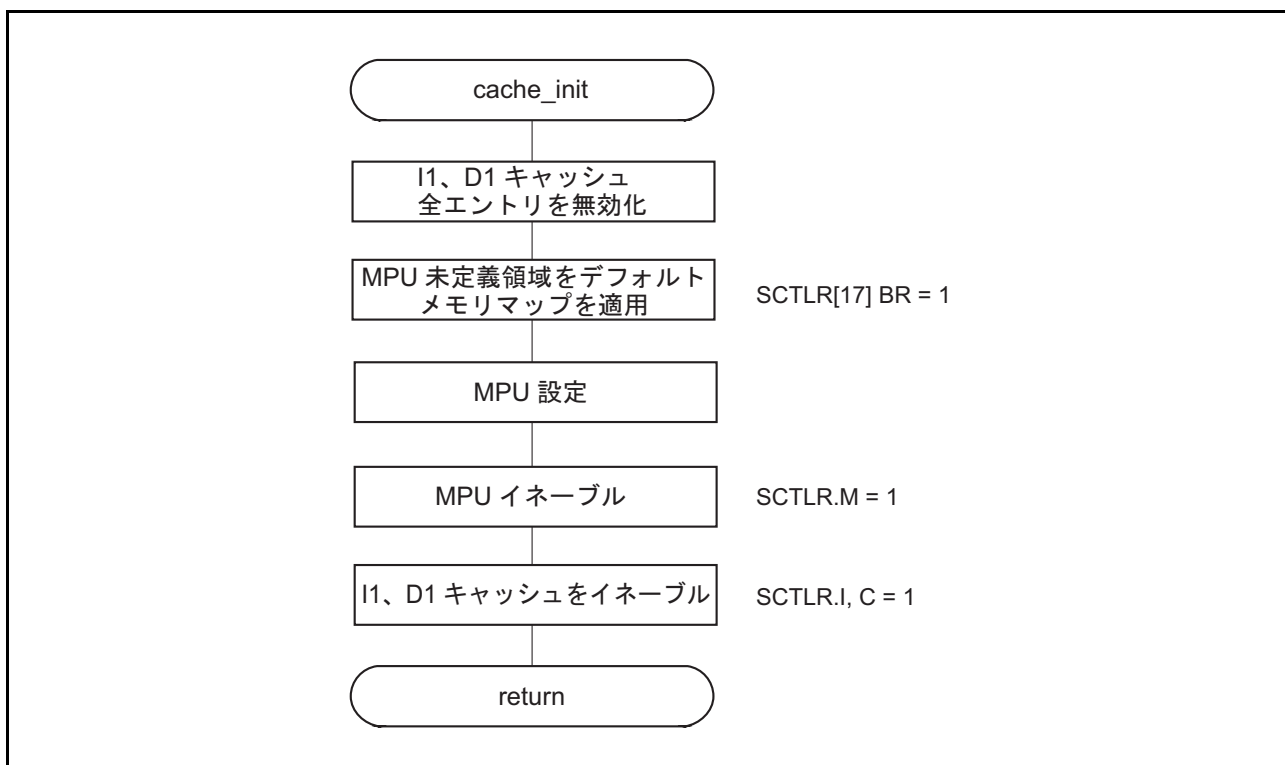 cache_init
I1、D1 キャッシュ
全エントリを無効化
MPU 未定義領域をデフォルト
メモリマップを適用
SCTLR[17] BR = 1
MPU 設定
MPU イネーブル
SCTLR.M = 1
I1、D1 キャッシュをイネーブル
SCTLR.I, C = 1
return